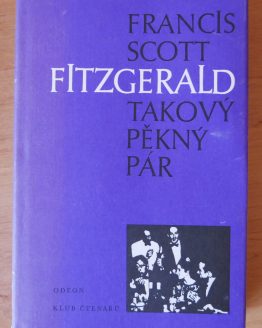 FRANCIS
SCOTT
FITZGERALD
TAKOVÝ
PĚKNÝ
PÁR
ODEON
KLUB ČTENÁŘŮ